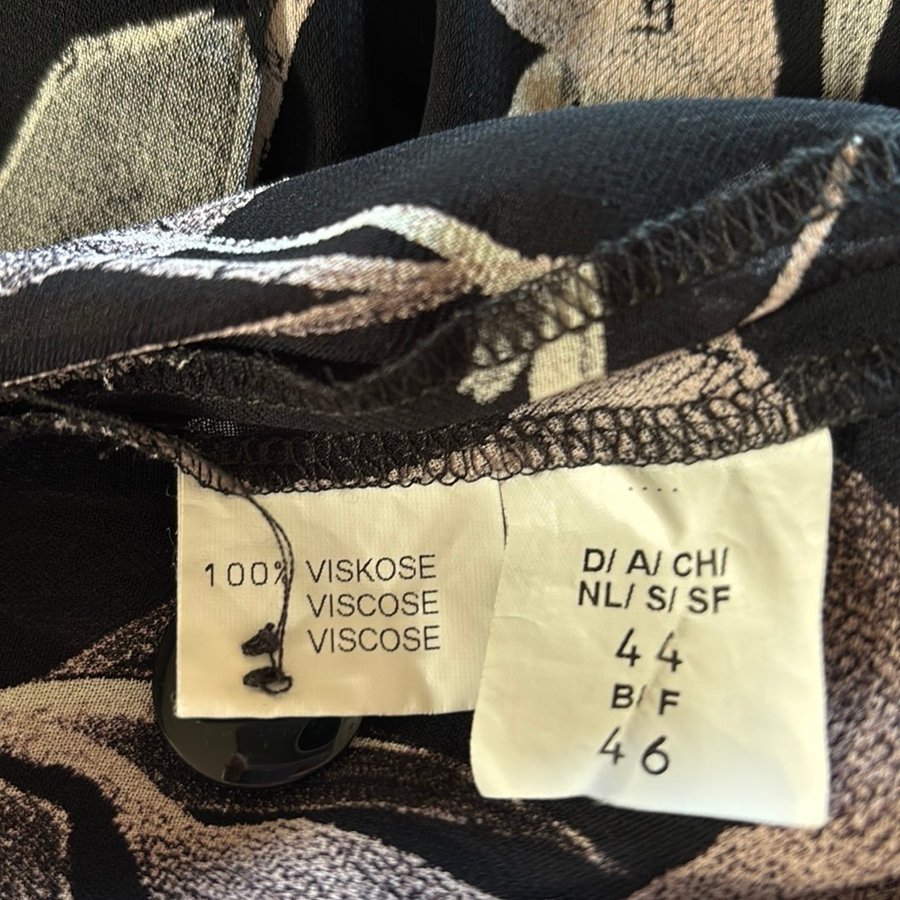 100% VISKOSE
VISCOSE
VISCOSE
D/ A/ CH/
NL/ S/ SF
44
B/ F
46